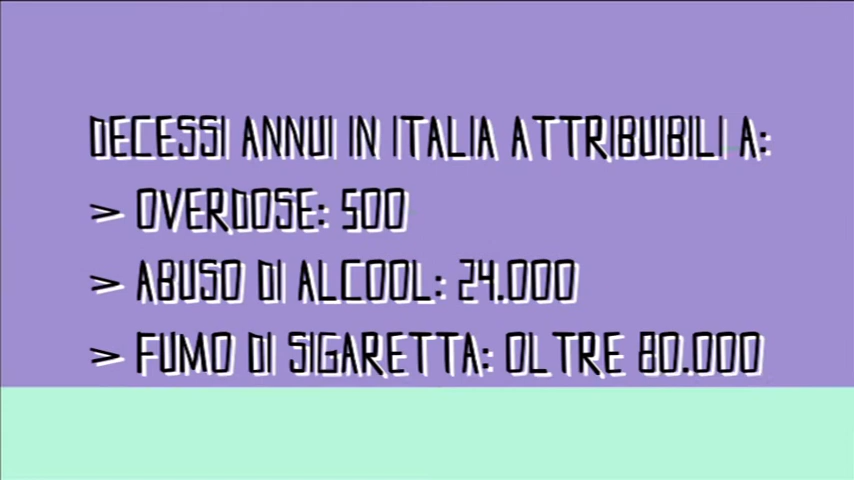 DECESSI ANNUI IN ITALIA ATTRIBUIBILI A:
> OVERDOSE: 500
> ABUSO DI ALCOOL: 24.000
> FUMO DI SIGARETTA: OLTRE 80.000